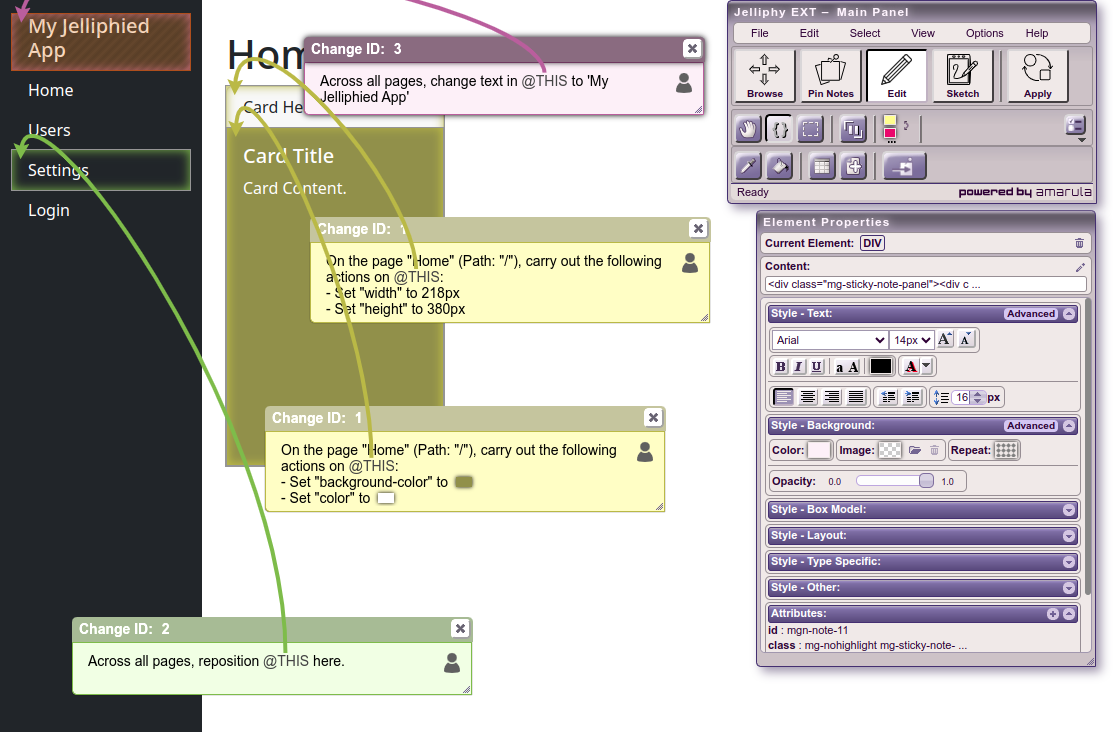 My Jelliphied
App
Home
Users
Settings
Login
Hom
Card He
Card Title
Card Content.
Change ID: 3
Across all pages, change text in @THIS to 'My
Jelliphied App'
Change ID: 1
On the page "Home" (Path: "/"), carry out the following
actions on @THIS:
- Set "width" to 218px
- Set "height" to 380px
Change ID: 1
On the page "Home" (Path: "/"), carry out the following
actions on @THIS:
- Set "background-color" to
- Set "color" to
Change ID: 2
Across all pages, reposition @THIS here.
Jelliphy EXT – Main Panel
File Edit Select View Options Help
Browse Pin Notes Edit Sketch Apply
Ready powered by amarula
Element Properties
Current Element: DIV
Content:
<div class="mg-sticky-note-panel"><div c ...
Style - Text: Advanced
Arial 14px A A
B I U a A A
16 px
Style - Background: Advanced
Color: Image: Repeat:
Opacity: 0.0 1.0
Style - Box Model:
Style - Layout:
Style - Type Specific:
Style - Other:
Attributes:
id : mgn-note-11
class : mg-nohighlight mg-sticky-note- ...